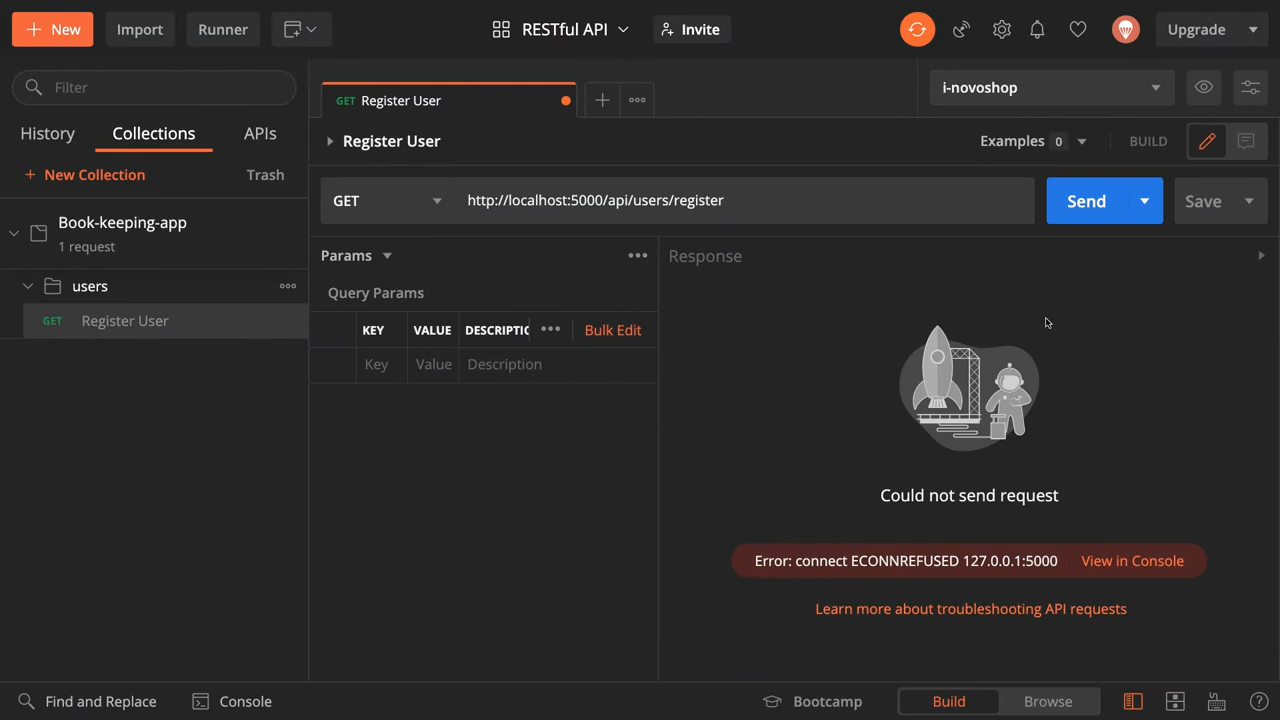 New
Import
Runner
RESTful API
Invite
Upgrade
Filter
History
Collections
APIs
+ New Collection
Trash
Book-keeping-app
1 request
users
GET Register User
GET Register User
i-novoshop
Register User
Examples 0
BUILD
GET
http://localhost:5000/api/users/register
Send
Save
Params
Query Params
KEY
VALUE
DESCRIPTIO
Bulk Edit
Key
Value
Description
Response
Could not send request
Error: connect ECONNREFUSED 127.0.0.1:5000
View in Console
Learn more about troubleshooting API requests
Find and Replace
Console
Bootcamp
Build
Browse